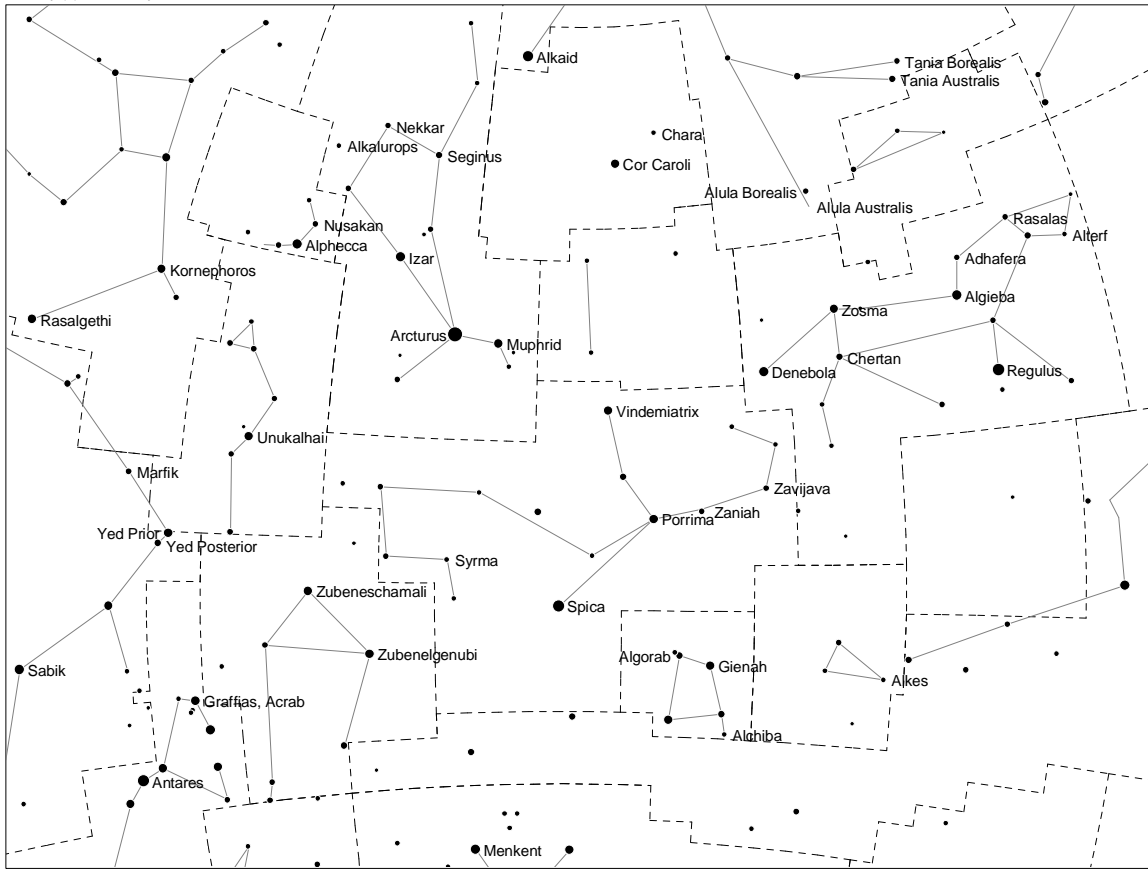 Alkaid
Tania Borealis
Tania Australis
Nekkar
Chara
Alkalurops
Seginus
Cor Caroli
Alula Borealis
Alula Australis
Rasalas
Nusakan
Alterf
Alphecca
Izar
Adhafera
Kornephoros
Algieba
Zosma
Rasalgethi
Arcturus
Muphrid
Chertan
Denebola
Regulus
Vindemiatrix
Unukalhai
Marfik
Zavijava
Zaniah
Porrima
Yed Prior
Yed Posterior
Syrma
Zubeneschamali
Spica
Zubenelgenubi
Algorab
Gienah
Sabik
Alkes
Graffias, Acrab
Alchiba
Antares
Menkent